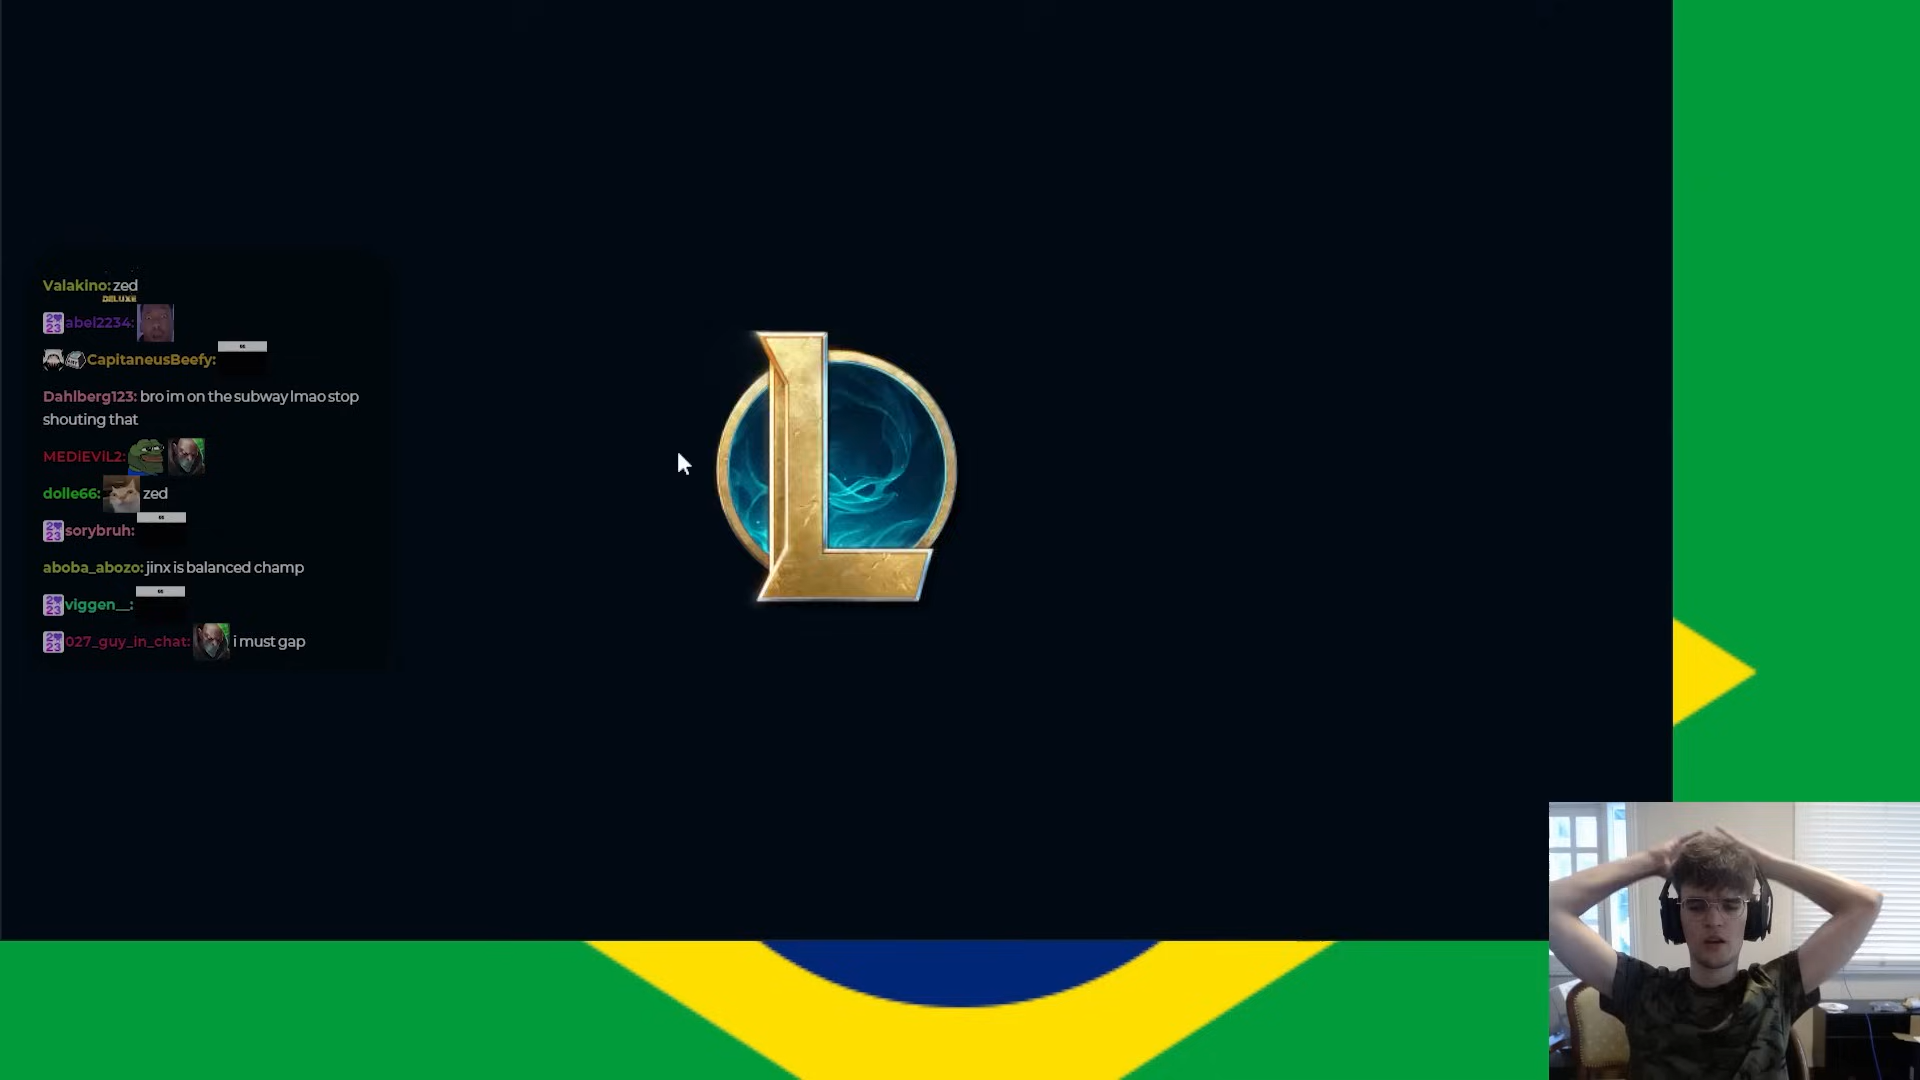 Valakino: zed
DELUXE
abel2234:
CapitaneusBeefy:
Dahlberg123: bro im on the subway lmao stop
shouting that
MEDiEViL2:
dolle66: zed
sorybruh:
aboba_abozo: jinx is balanced champ
viggen__:
027_guy_in_chat: i must gap
L